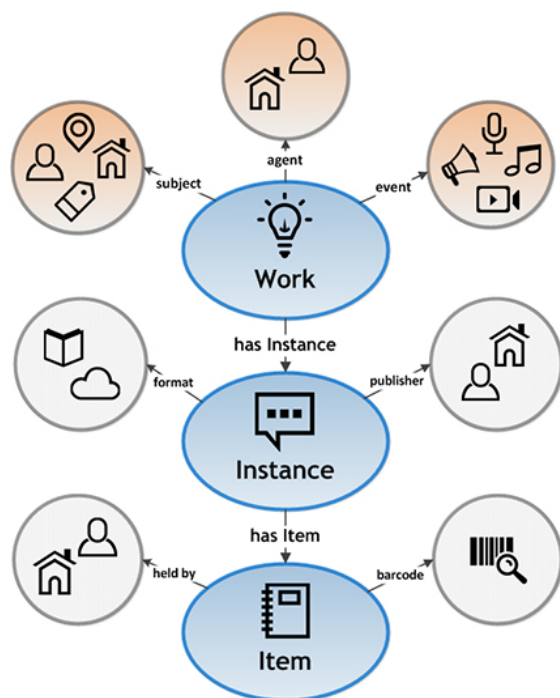 agent
subject
event
Work
has Instance
format
publisher
Instance
has Item
held by
barcode
Item